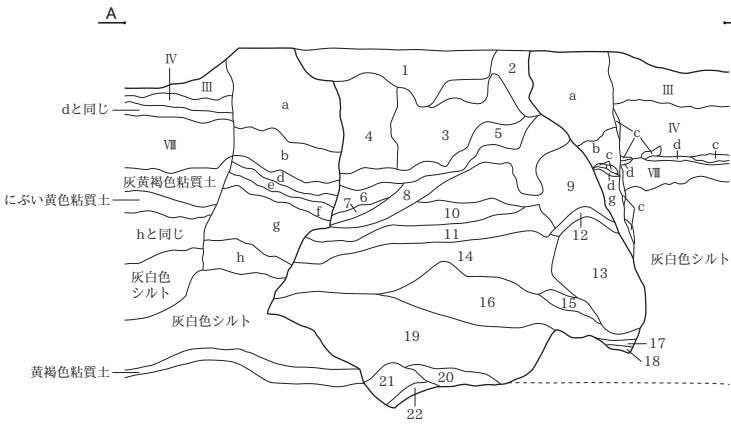 A
Ⅳ
Ⅲ
dと同じ
Ⅷ
灰黄褐色粘質土
にぶい黄色粘質土
hと同じ
灰白色
シルト
灰白色シルト
黄褐色粘質土
a
b
d
e
f
g
h
1
2
3
4
5
6
7
8
9
10
11
12
13
14
15
16
17
18
19
20
21
22
a
b
c
d
g
c
c
d
d
c
Ⅲ
Ⅳ
Ⅷ
灰白色シルト